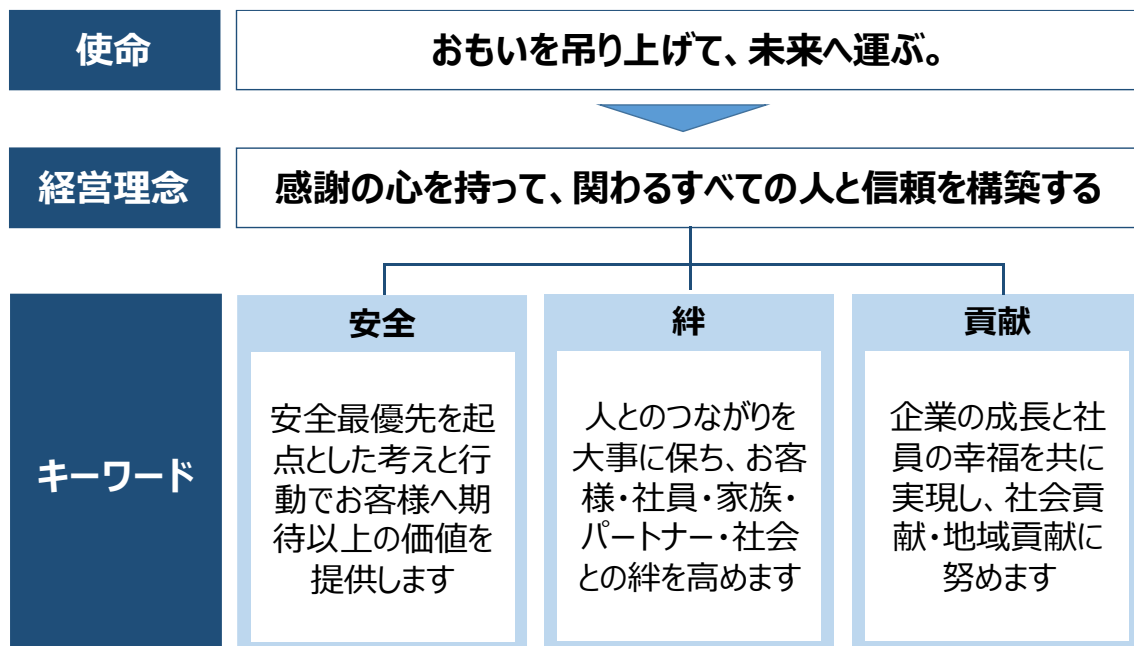 使命
おもいを吊り上げて、未来へ運ぶ。
経営理念
感謝の心を持って、関わるすべての人と信頼を構築する
キーワード
安全
安全最優先を起
点とした考えと行
動でお客様へ期
待以上の価値を
提供します
絆
人とのつながりを
大事に保ち、お客
様・社員・家族・
パートナー・社会
との絆を高めます
貢献
企業の成長と社
員の幸福を共に
実現し、社会貢
献・地域貢献に
努めます